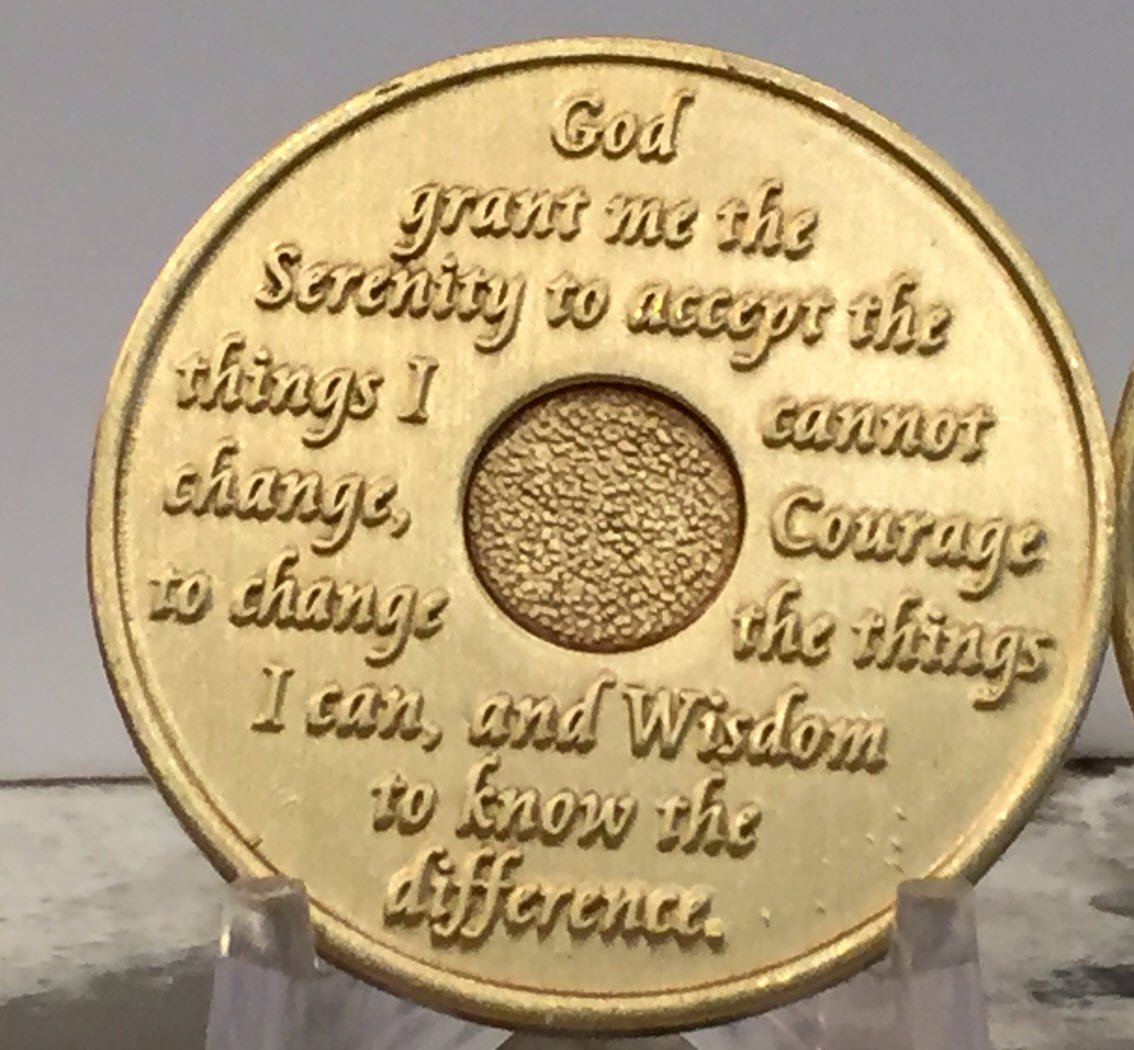 God
grant me the
Serenity to accept the
things I cannot
change, Courage
to change the things
I can, and Wisdom
to know the
difference.